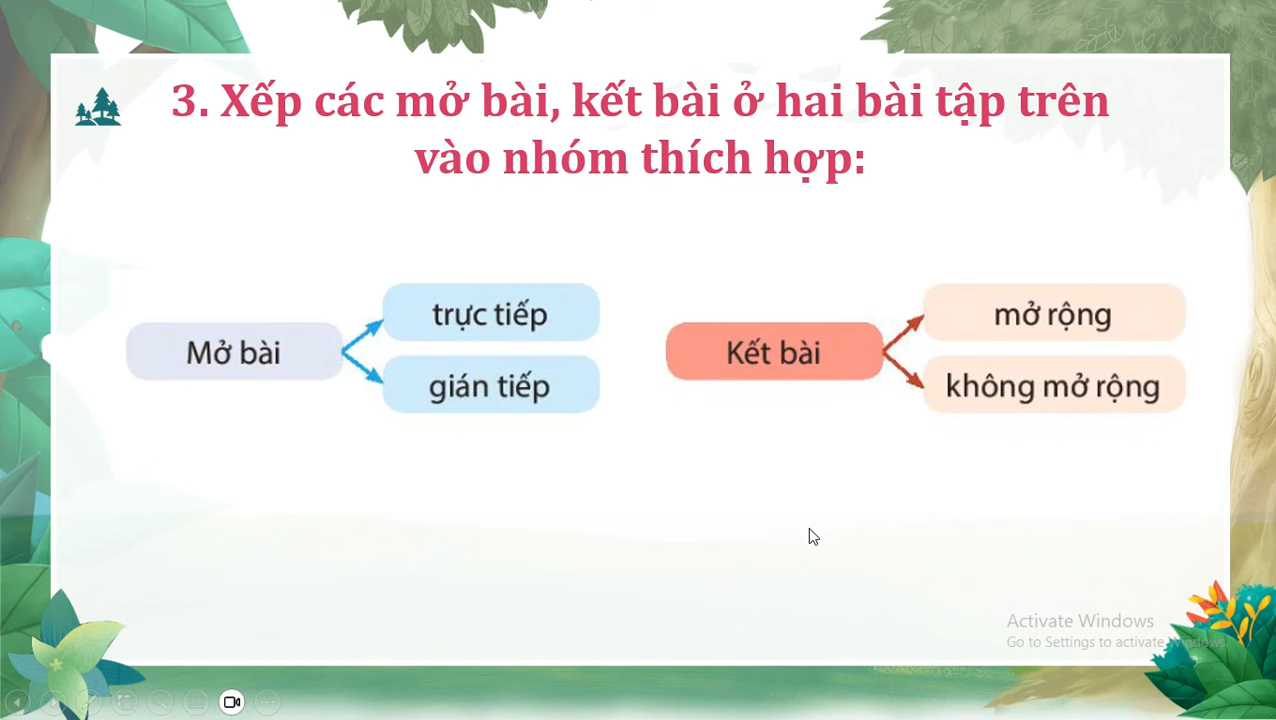 3. Xếp các mở bài, kết bài ở hai bài tập trên
vào nhóm thích hợp:
Mở bài
trực tiếp
gián tiếp
Kết bài
mở rộng
không mở rộng
Activate Windows
Go to Settings to activate Windows.